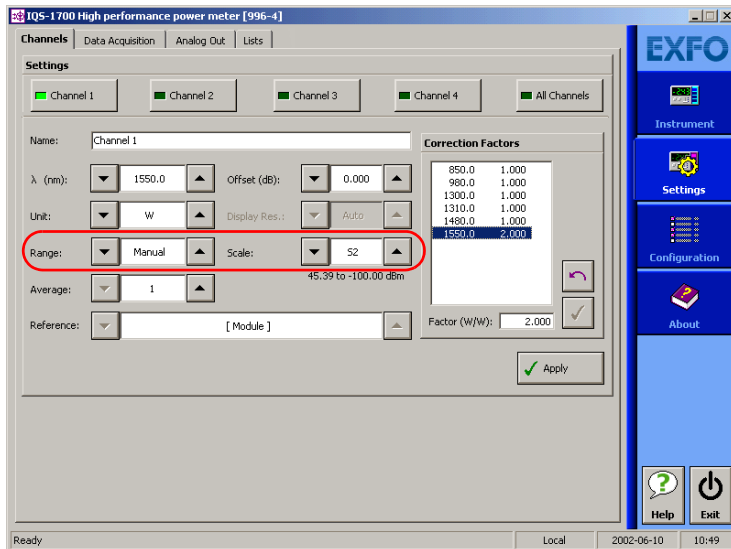 IQS-1700 High performance power meter [996-4]
Channels Data Acquisition Analog Out Lists
Settings
Channel 1 Channel 2 Channel 3 Channel 4 All Channels
Name: Channel 1
λ (nm): 1550.0 Offset (dB): 0.000
Unit: W Display Res.: Auto
Range: Manual Scale: S2
45.39 to -100.00 dBm
Average: 1
Reference: [ Module ]
Correction Factors
850.0 1.000
980.0 1.000
1300.0 1.000
1310.0 1.000
1480.0 1.000
1550.0 2.000
Factor (W/W): 2.000
Apply
EXFO
Instrument
Settings
Configuration
About
Help Exit
Ready Local 2002-06-10 10:49